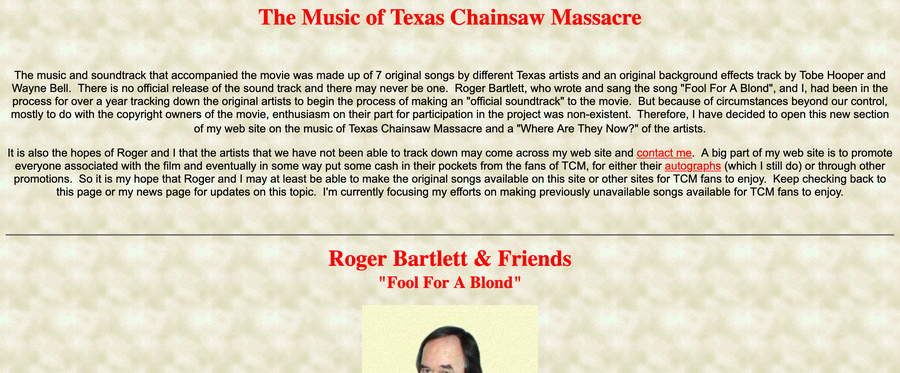 The Music of Texas Chainsaw Massacre
The music and soundtrack that accompanied the movie was made up of 7 original songs by different Texas artists and an original background effects track by Tobe Hooper and
Wayne Bell.  There is no official release of the sound track and there may never be one.  Roger Bartlett, who wrote and sang the song "Fool For A Blond", and I, had been in the
process for over a year tracking down the original artists to begin the process of making an "official soundtrack" to the movie.  But because of circumstances beyond our control,
mostly to do with the copyright owners of the movie, enthusiasm on their part for participation in the project was non-existent.  Therefore, I have decided to open this new section
of my web site on the music of Texas Chainsaw Massacre and a "Where Are They Now?" of the artists.
It is also the hopes of Roger and I that the artists that we have not been able to track down may come across my web site and contact me.  A big part of my web site is to promote
everyone associated with the film and eventually in some way put some cash in their pockets from the fans of TCM, for either their autographs (which I still do) or through other
promotions.  So it is my hope that Roger and I may at least be able to make the original songs available on this site or other sites for TCM fans to enjoy.  Keep checking back to
this page or my news page for updates on this topic.  I'm currently focusing my efforts on making previously unavailable songs available for TCM fans to enjoy.
Roger Bartlett & Friends
"Fool For A Blond"